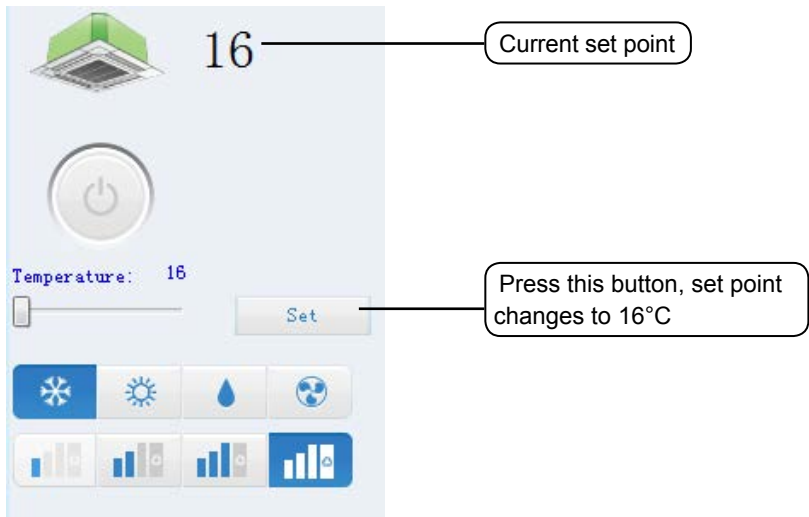 16
Current set point
Temperature: 16
Press this button, set point
changes to 16°C
Set